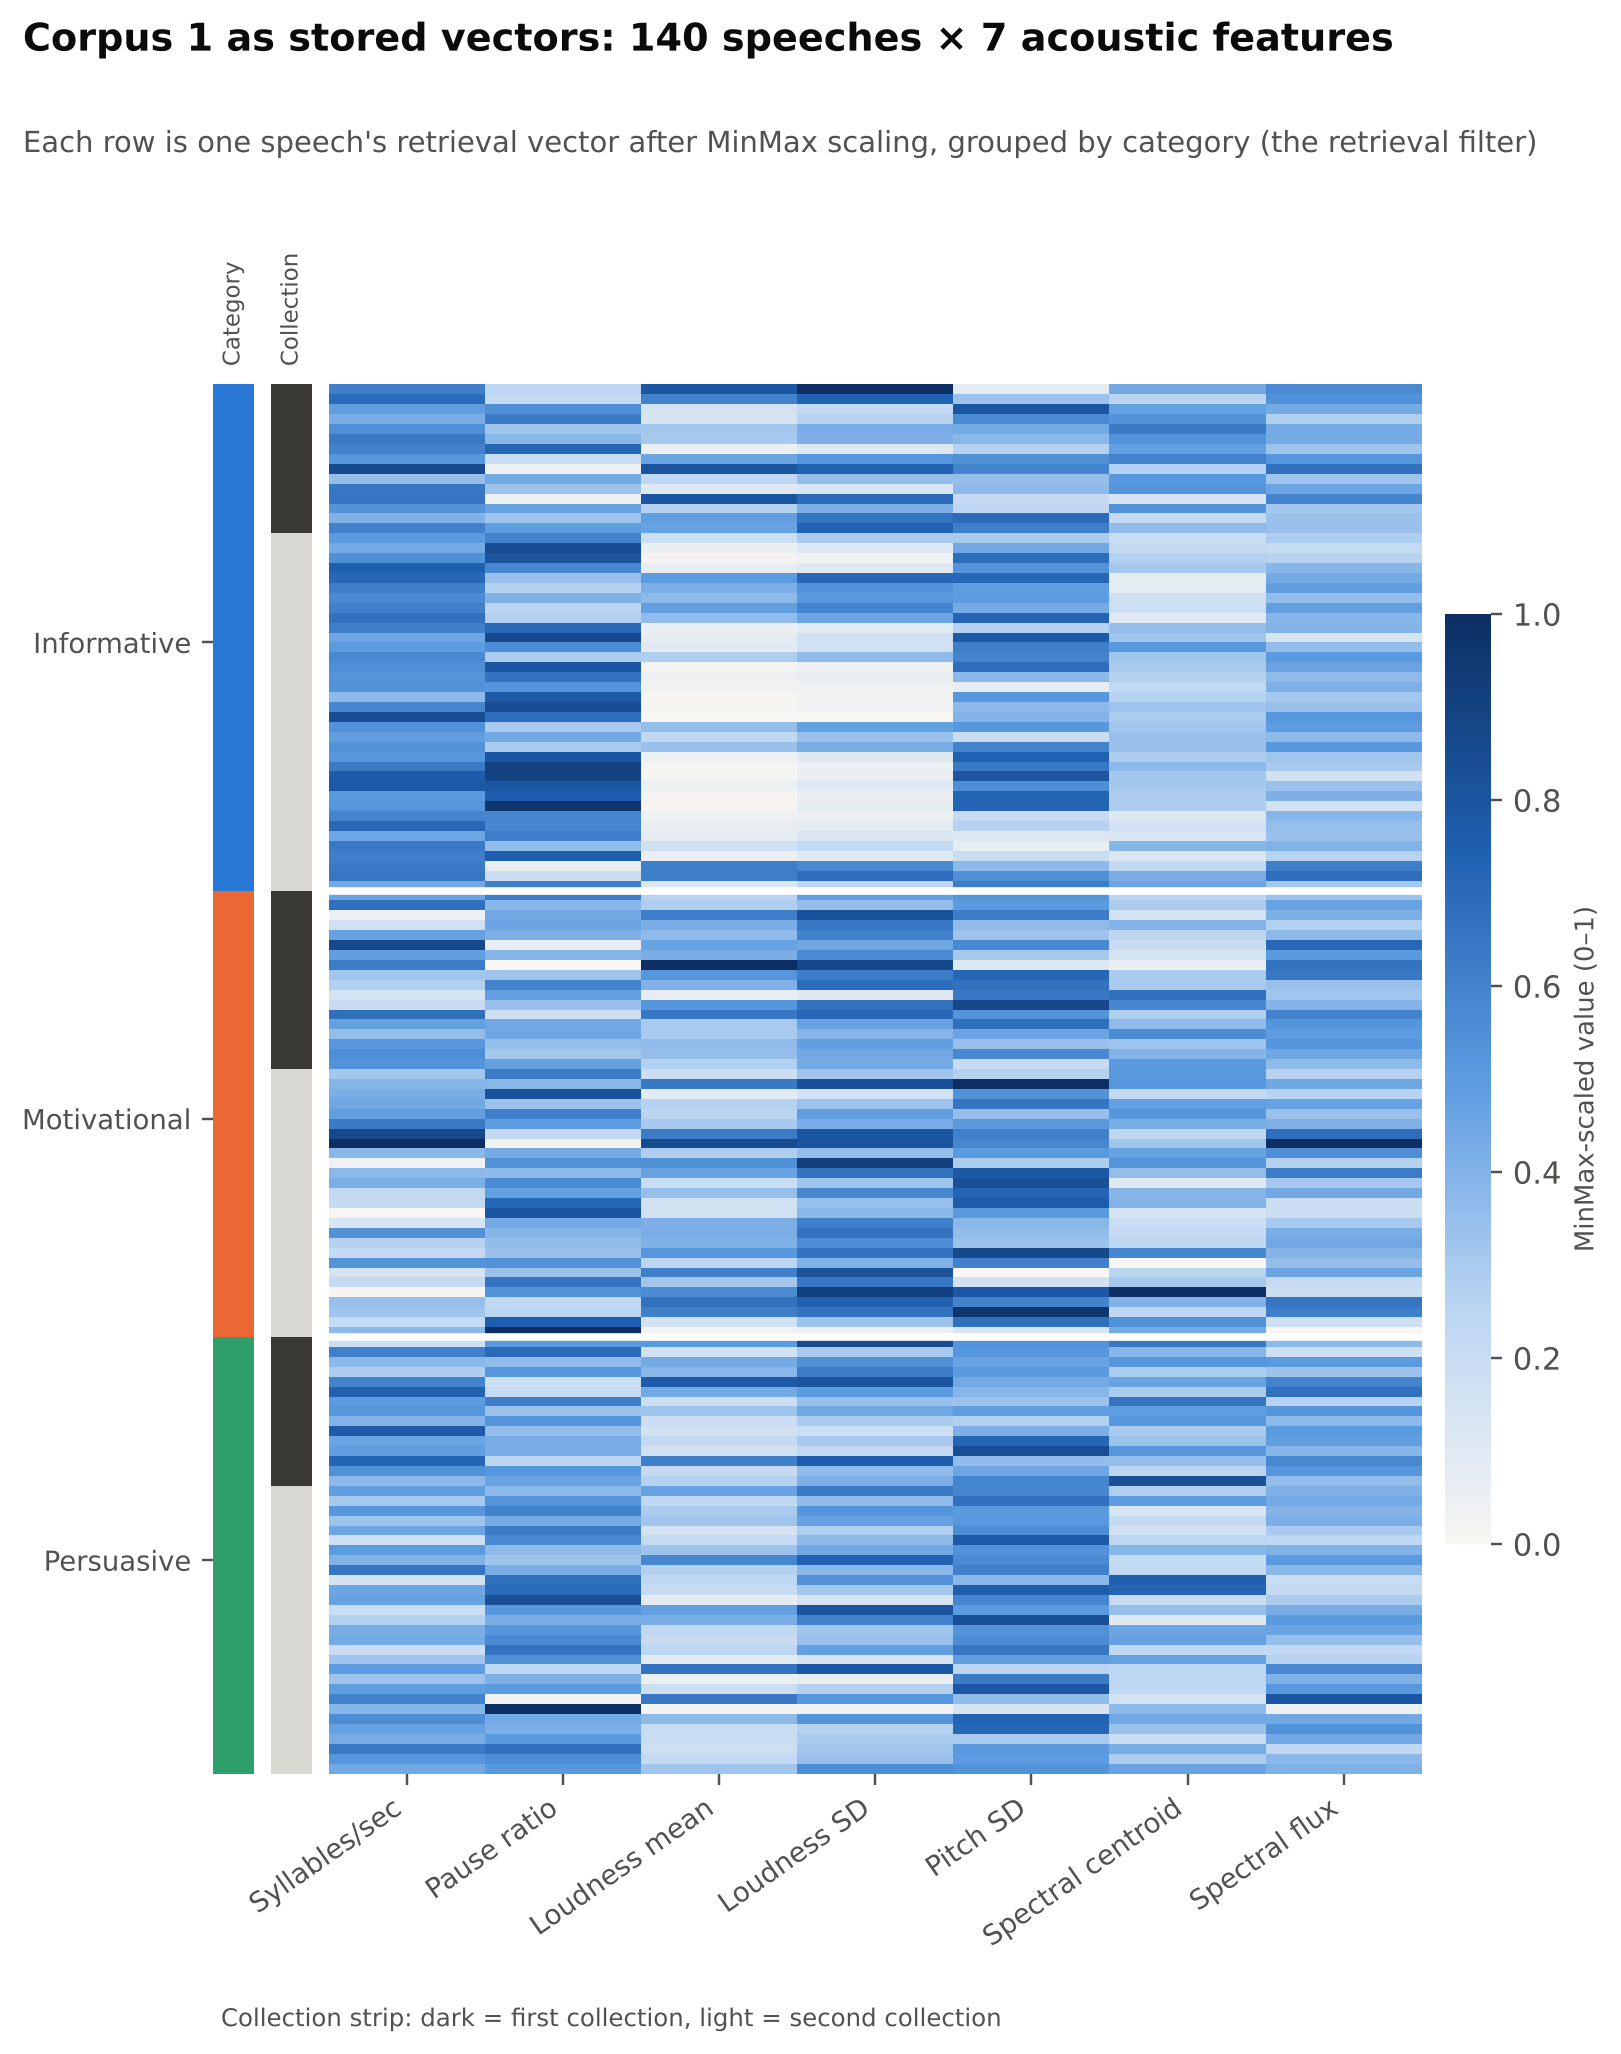 Corpus 1 as stored vectors: 140 speeches × 7 acoustic features
Each row is one speech's retrieval vector after MinMax scaling, grouped by category (the retrieval filter)
Category
Collection
Informative
Motivational
Persuasive
1.0
0.8
0.6
0.4
0.2
0.0
MinMax-scaled value (0–1)
Syllables/sec
Pause ratio
Loudness mean
Loudness SD
Pitch SD
Spectral centroid
Spectral flux
Collection strip: dark = first collection, light = second collection